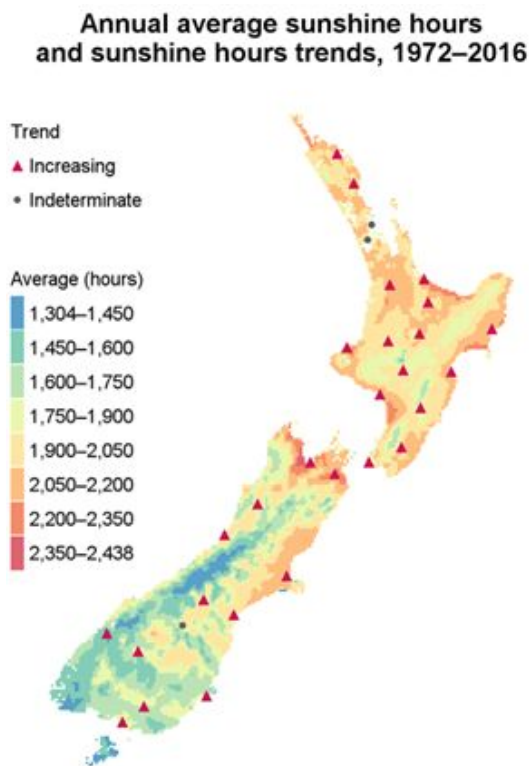 Annual average sunshine hours
and sunshine hours trends, 1972–2016
Trend
Increasing
Indeterminate
Average (hours)
1,304–1,450
1,450–1,600
1,600–1,750
1,750–1,900
1,900–2,050
2,050–2,200
2,200–2,350
2,350–2,438